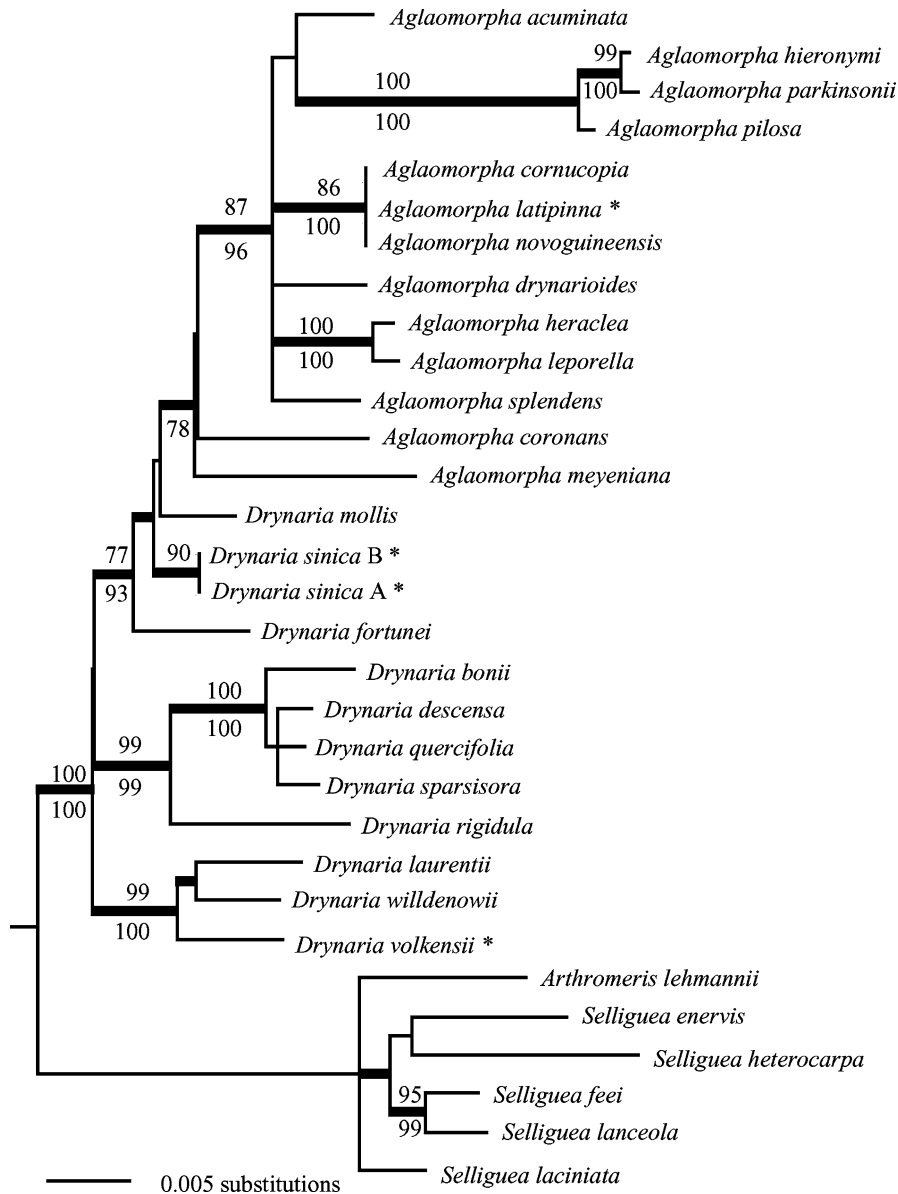 Aglaomorpha acuminata
99
Aglaomorpha hieronymi
100
100
Aglaomorpha parkinsonii
100
Aglaomorpha pilosa
Aglaomorpha cornucopia
86
Aglaomorpha latipinna *
87
100
Aglaomorpha novoguineensis
96
Aglaomorpha drynarioides
100
Aglaomorpha heraclea
100
Aglaomorpha leporella
Aglaomorpha splendens
78
Aglaomorpha coronans
Aglaomorpha meyeniana
Drynaria mollis
77
90
Drynaria sinica B *
93
Drynaria sinica A *
Drynaria fortunei
Drynaria bonii
100
Drynaria descensa
100
Drynaria quercifolia
99
100
99
Drynaria sparsisora
100
Drynaria rigidula
Drynaria laurentii
99
Drynaria willdenowii
100
Drynaria volkensii *
Arthromeris lehmannii
Selliguea enervis
Selliguea heterocarpa
95
Selliguea feei
99
Selliguea lanceola
Selliguea laciniata
0.005 substitutions